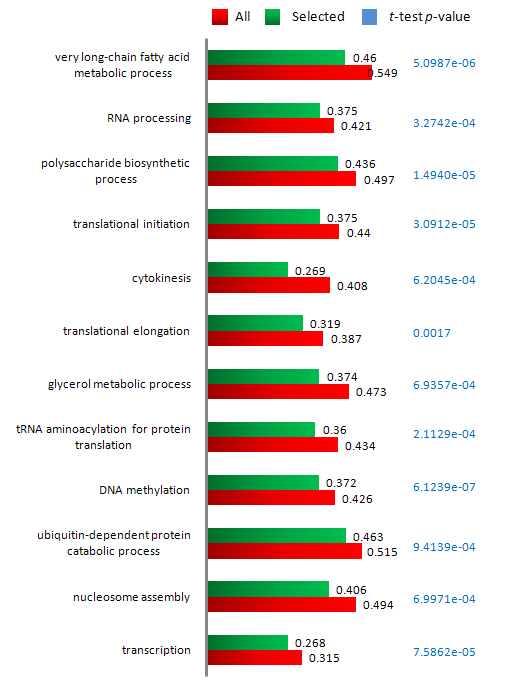 All Selected t-test p-value
very long-chain fatty acid
metabolic process
0.46
0.549
5.0987e-06
RNA processing
0.375
0.421
3.2742e-04
polysaccharide biosynthetic
process
0.436
0.497
1.4940e-05
translational initiation
0.375
0.44
3.0912e-05
cytokinesis
0.269
0.408
6.2045e-04
translational elongation
0.319
0.387
0.0017
glycerol metabolic process
0.374
0.473
6.9357e-04
tRNA aminoacylation for protein
translation
0.36
0.434
2.1129e-04
DNA methylation
0.372
0.426
6.1239e-07
ubiquitin-dependent protein
catabolic process
0.463
0.515
9.4139e-04
nucleosome assembly
0.406
0.494
6.9971e-04
transcription
0.268
0.315
7.5862e-05